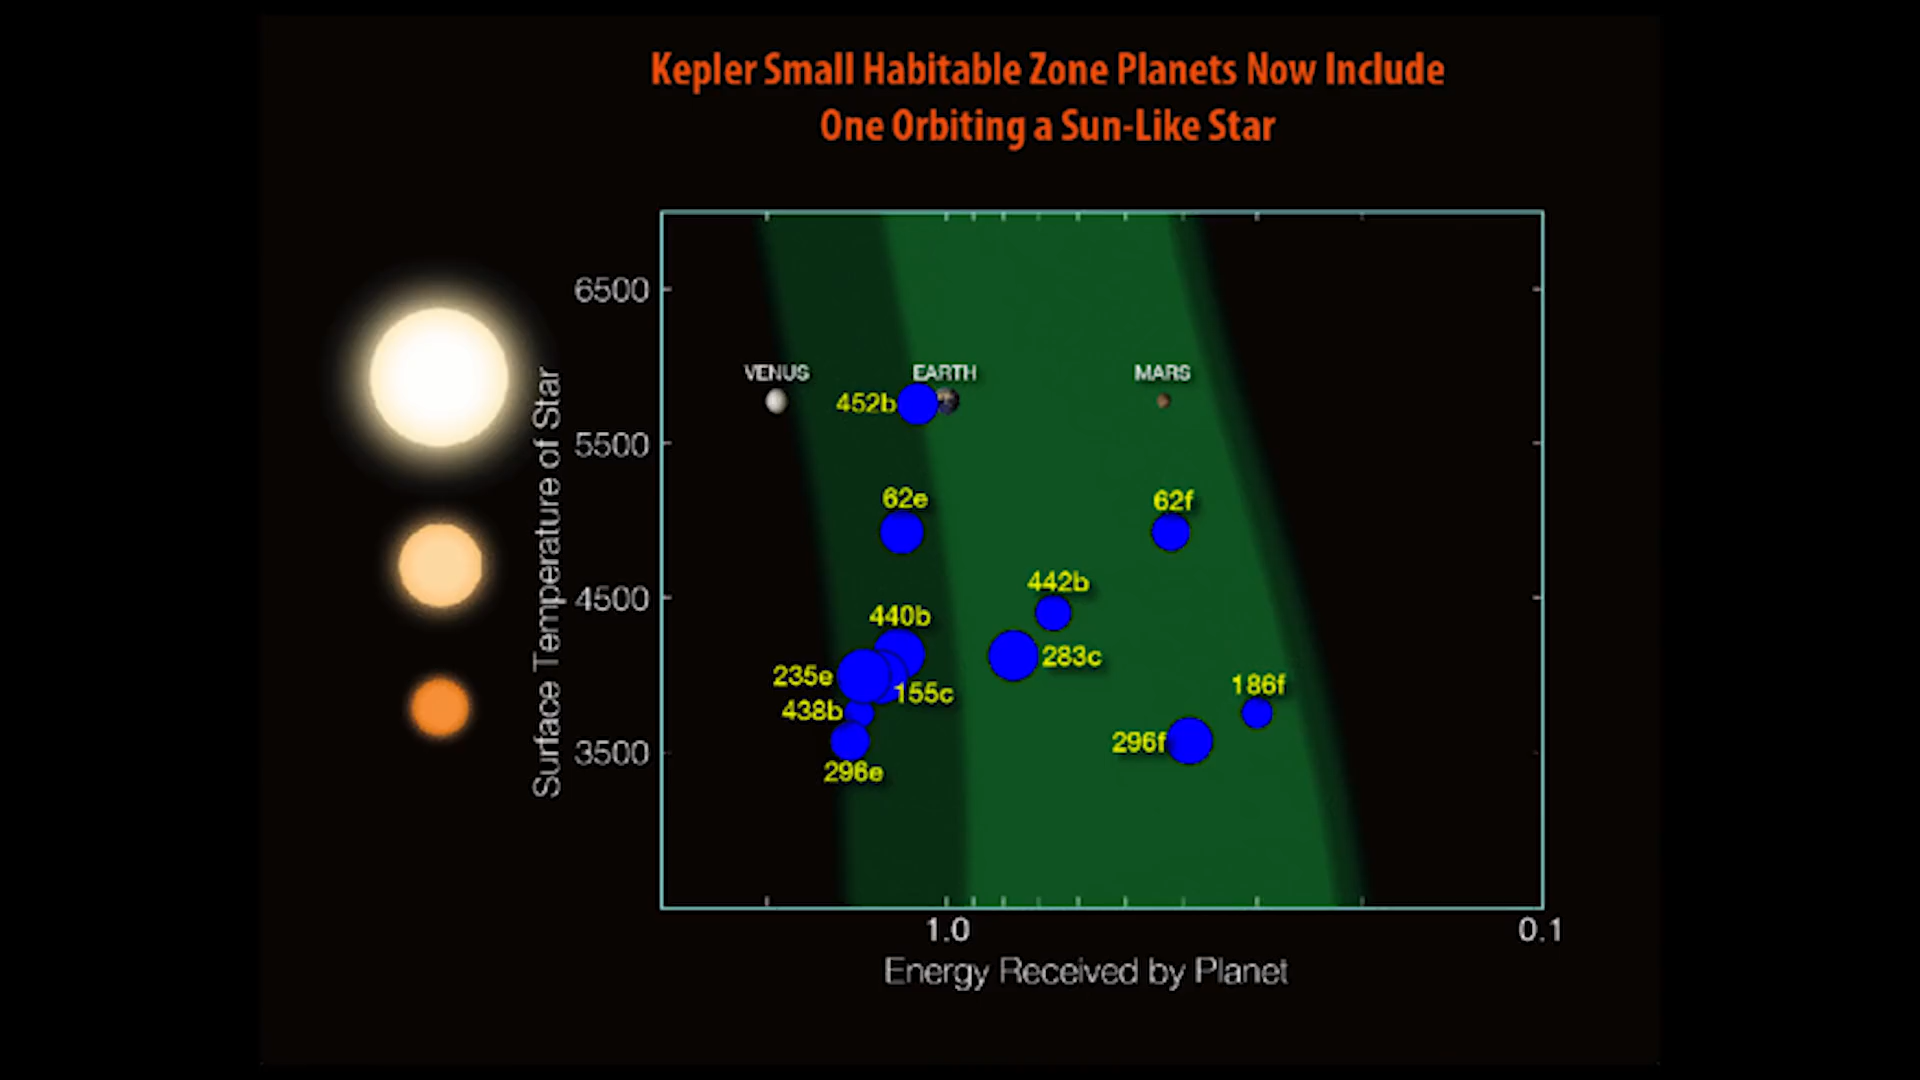 Kepler Small Habitable Zone Planets Now Include
One Orbiting a Sun-Like Star
6500
5500
4500
3500
Surface Temperature of Star
VENUS
EARTH
MARS
452b
62e
62f
442b
440b
283c
235e
155c
186f
438b
296f
296e
1.0
0.1
Energy Received by Planet